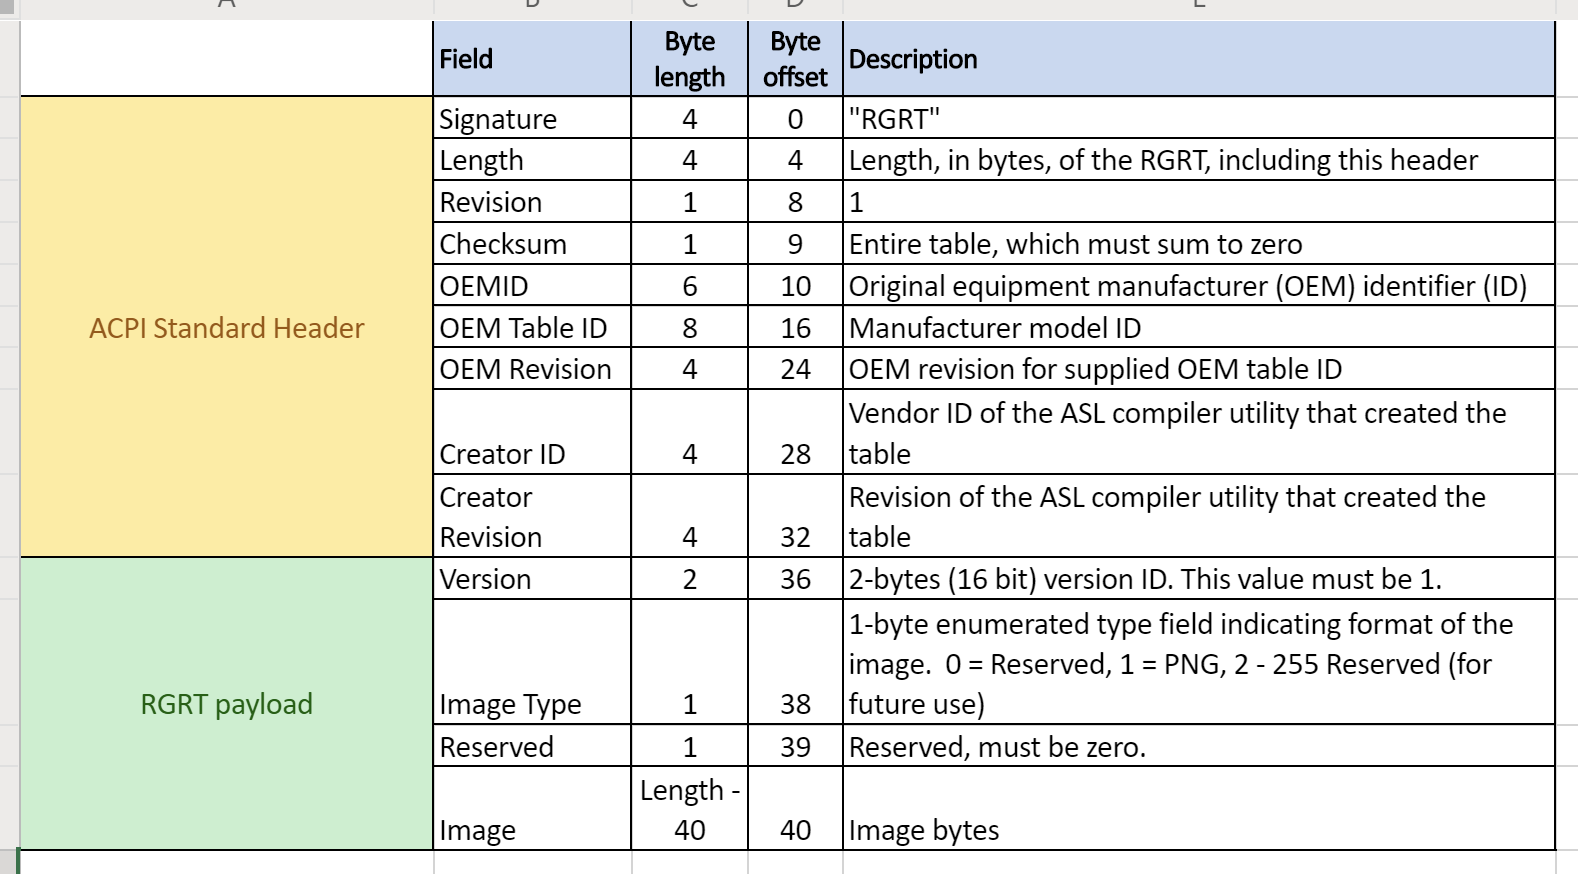 Field Byte length Byte offset Description
ACPI Standard Header
Signature 4 0 "RGRT"
Length 4 4 Length, in bytes, of the RGRT, including this header
Revision 1 8 1
Checksum 1 9 Entire table, which must sum to zero
OEMID 6 10 Original equipment manufacturer (OEM) identifier (ID)
OEM Table ID 8 16 Manufacturer model ID
OEM Revision 4 24 OEM revision for supplied OEM table ID
Vendor ID of the ASL compiler utility that created the
Creator ID 4 28 table
Creator Revision of the ASL compiler utility that created the
Revision 4 32 table
RGRT payload
Version 2 36 2-bytes (16 bit) version ID. This value must be 1.
1-byte enumerated type field indicating format of the
image.  0 = Reserved, 1 = PNG, 2 - 255 Reserved (for
Image Type 1 38 future use)
Reserved 1 39 Reserved, must be zero.
Length -
Image 40 40 Image bytes